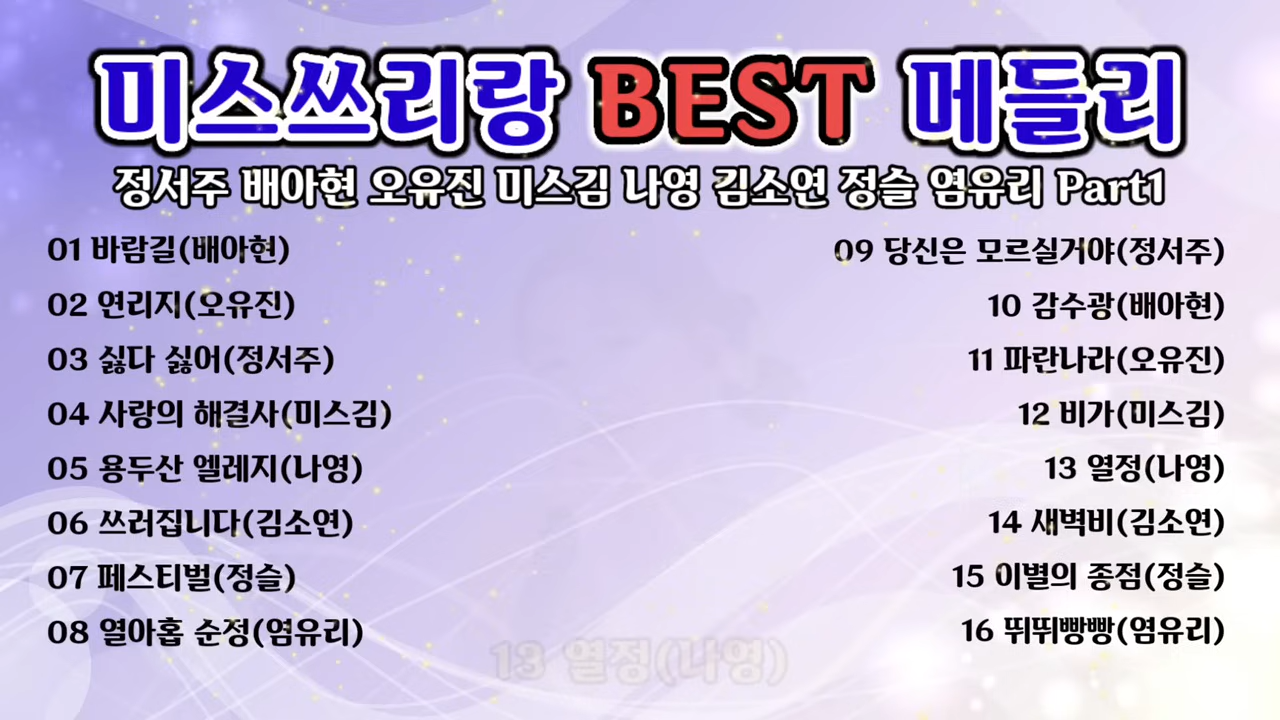 미스쓰리랑 BEST 메들리
정서주 배아현 오유진 미스김 나영 김소연 정슬 염유리 Part1
01 바람길(배아현)
02 연리지(오유진)
03 싫다 싫어(정서주)
04 사랑의 해결사(미스김)
05 용두산 엘레지(나영)
06 쓰러집니다(김소연)
07 페스티벌(정슬)
08 열아홉 순정(염유리)
09 당신은 모르실거야(정서주)
10 감수광(배아현)
11 파란나라(오유진)
12 비가(미스김)
13 열정(나영)
14 새벽비(김소연)
15 이별의 종점(정슬)
16 뛰뛰빵빵(염유리)
13 열정(나영)